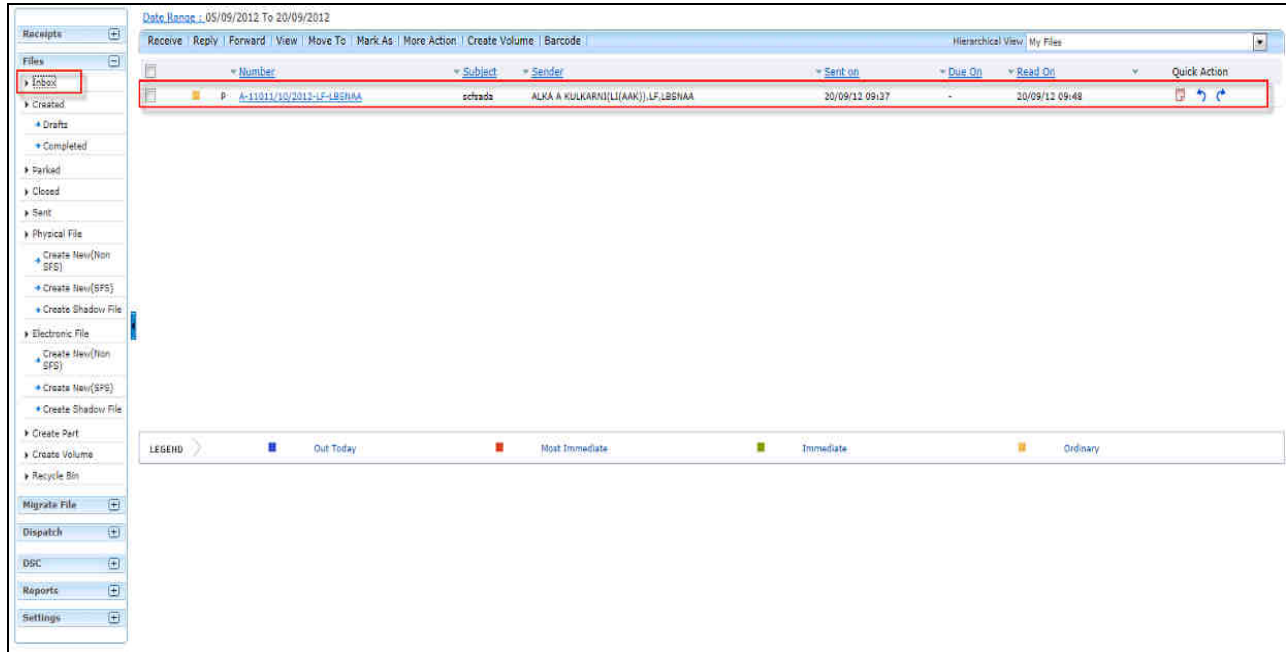 Date Range : 05/09/2012 To 20/09/2012
Receipts
Receive Reply Forward View Move To Mark As More Action Create Volume Barcode Hierarchical View My Files
Files
Number Subject Sender Sent on Due On Read On Quick Action
Inbox
P A-11011/10/2012-LF-LBSNAA ALKA A KULKARNI(LI(AAK)),LF,LBSNAA 20/09/12 09:37 - 20/09/12 09:48
Created
Drafts
Completed
Parked
Closed
Sent
Physical File
Create New(Non SFS)
Create New(SFS)
Create Shadow File
Electronic File
Create New(Non SFS)
Create New(SFS)
Create Shadow File
Create Part
Create Volume
LEGEND Out Today Most Immediate Immediate Ordinary
Recycle Bin
Migrate File
Dispatch
DSC
Reports
Settings